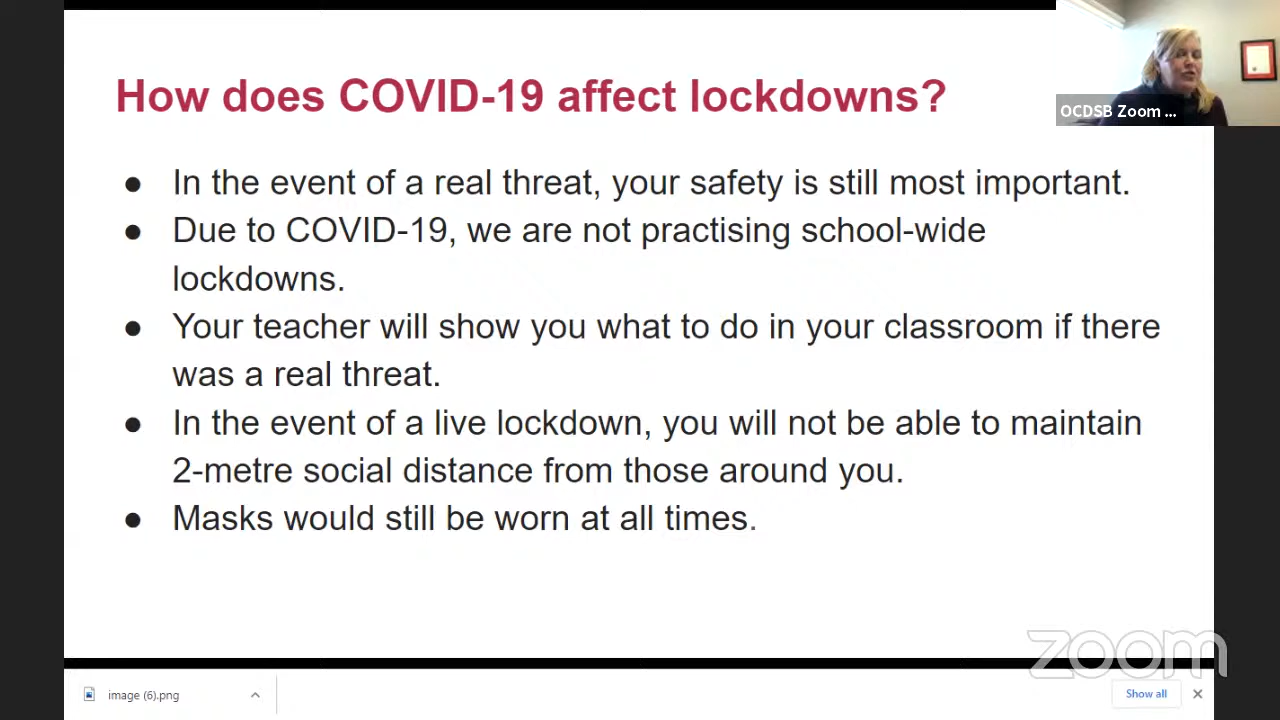 How does COVID-19 affect lockdowns?
OCDSB Zoom ...
● In the event of a real threat, your safety is still most important.
● Due to COVID-19, we are not practising school-wide
lockdowns.
● Your teacher will show you what to do in your classroom if there
was a real threat.
● In the event of a live lockdown, you will not be able to maintain
2-metre social distance from those around you.
● Masks would still be worn at all times.
zoom
image (6).png
Show all